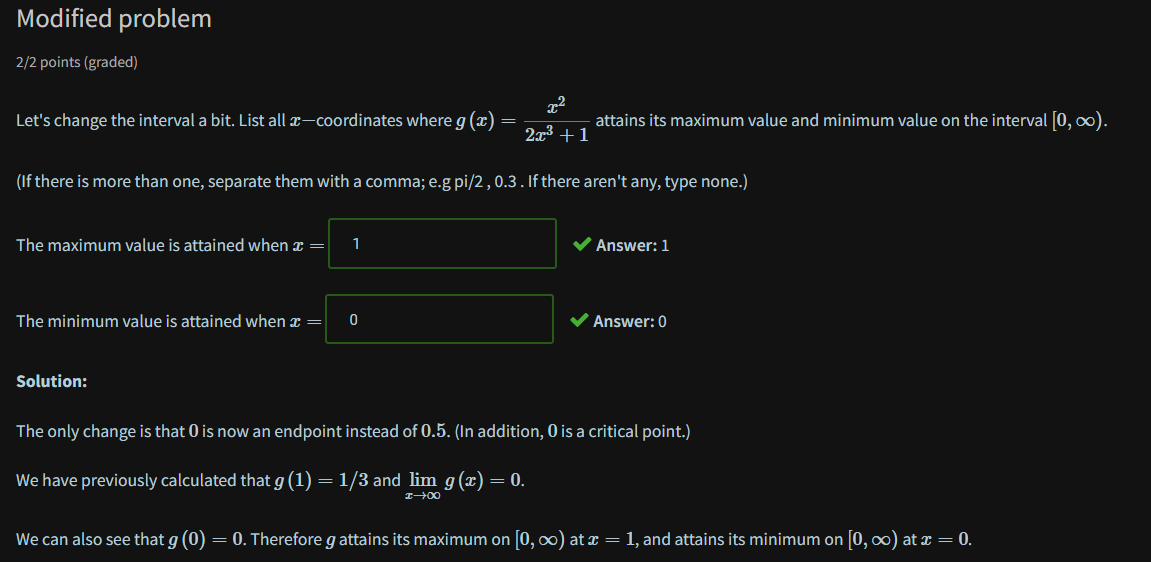 Modified problem
2/2 points (graded)
Let's change the interval a bit. List all x−coordinates where g(x) = x²/(2x³ + 1) attains its maximum value and minimum value on the interval [0, ∞).
(If there is more than one, separate them with a comma; e.g pi/2 , 0.3 . If there aren't any, type none.)
The maximum value is attained when x = 1 ✔ Answer: 1
The minimum value is attained when x = 0 ✔ Answer: 0
Solution:
The only change is that 0 is now an endpoint instead of 0.5. (In addition, 0 is a critical point.)
We have previously calculated that g(1) = 1/3 and lim x→∞ g(x) = 0.
We can also see that g(0) = 0. Therefore g attains its maximum on [0, ∞) at x = 1, and attains its minimum on [0, ∞) at x = 0.